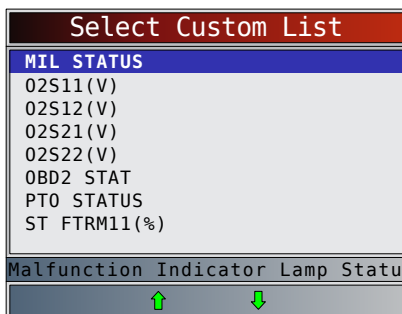 Select Custom List
MIL STATUS
O2S11(V)
O2S12(V)
O2S21(V)
O2S22(V)
OBD2 STAT
PTO STATUS
ST FTRM11(%)
Malfunction Indicator Lamp Statu